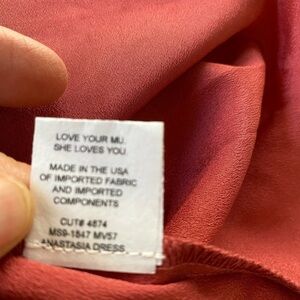 LOVE YOUR MU.
SHE LOVES YOU.
MADE IN THE USA
OF IMPORTED FABRIC
AND IMPORTED
COMPONENTS
CUT# 4874
MS9-1847 MV57
ANASTASIA DRESS